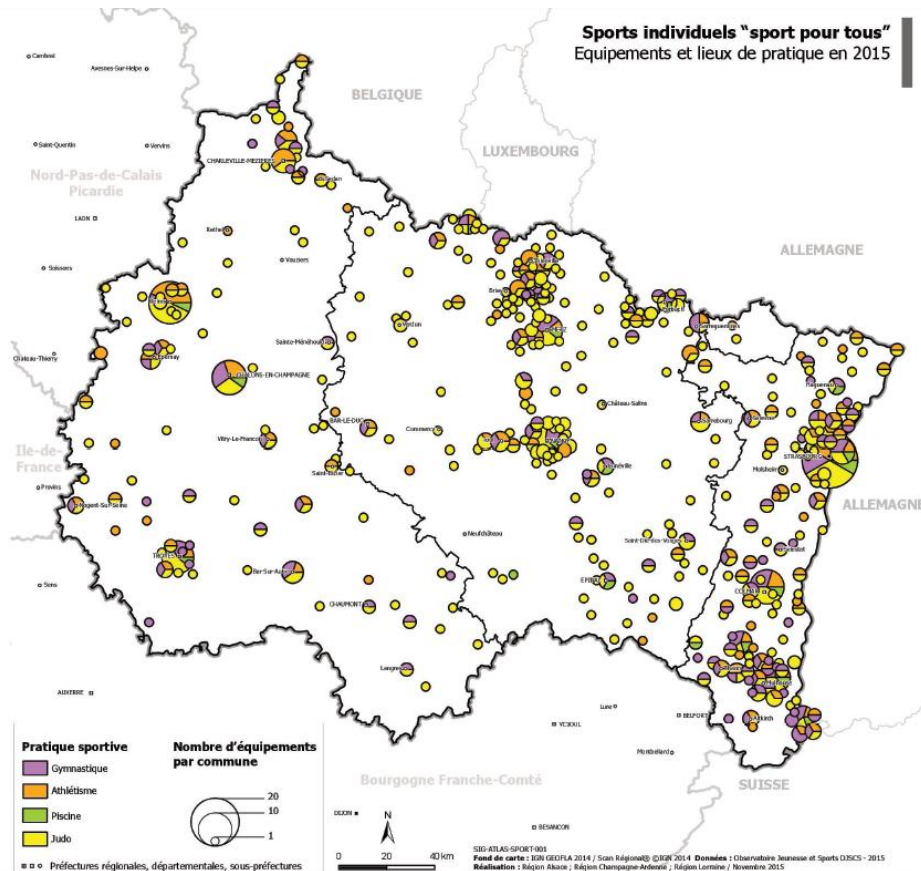 Sports individuels “sport pour tous”
Equipements et lieux de pratique en 2015
Cambrai
Avesnes-Sur-Helpe
BELGIQUE
Saint-Quentin
Vervins
LUXEMBOURG
CHARLEVILLE-MEZIERES
Sedan
Nord-Pas-de-Calais
Picardie
LAON
Rethel
Vouziers
ALLEMAGNE
Soissons
Briey
Verdun
METZ
Sarreguemines
Sainte-Ménéhould
Chateau-Thierry
Epernay
CHALONS-EN-CHAMPAGNE
Haguenau
Château-Salins
BAR-LE-DUC
Commercy
Sarrebourg
Vitry-Le-François
STRASBOURG
Ile-de-
France
Molsheim
Lunéville
Provins
Nogent-Sur-Seine
ALLEMAGNE
Neufchâteau
Saint-Dié-des-Vosges
Sélestat
TROYES
Sens
Bar-Sur-Aube
EPINAL
COLMAR
CHAUMONT
Langres
AUXERRE
Lure
VESOUL
BELFORT
Altkirch
Montbéliard
SUISSE
Bourgogne Franche-Comté
DIJON
BESANCON
Pratique sportive
Gymnastique
Athlétisme
Piscine
Judo
Nombre d’équipements
par commune
20
10
1
Préfectures régionales, départementales, sous-préfectures
N
0 20 40 km
SIG-ATLAS-SPORT-001
Fond de carte : IGN GEOFLA 2014 / Scan Régional® ©IGN 2014 Données : Observatoire Jeunesse et Sports DJSCS - 2015
Réalisation : Région Alsace ; Région Champagne-Ardenne ; Région Lorraine / Novembre 2015